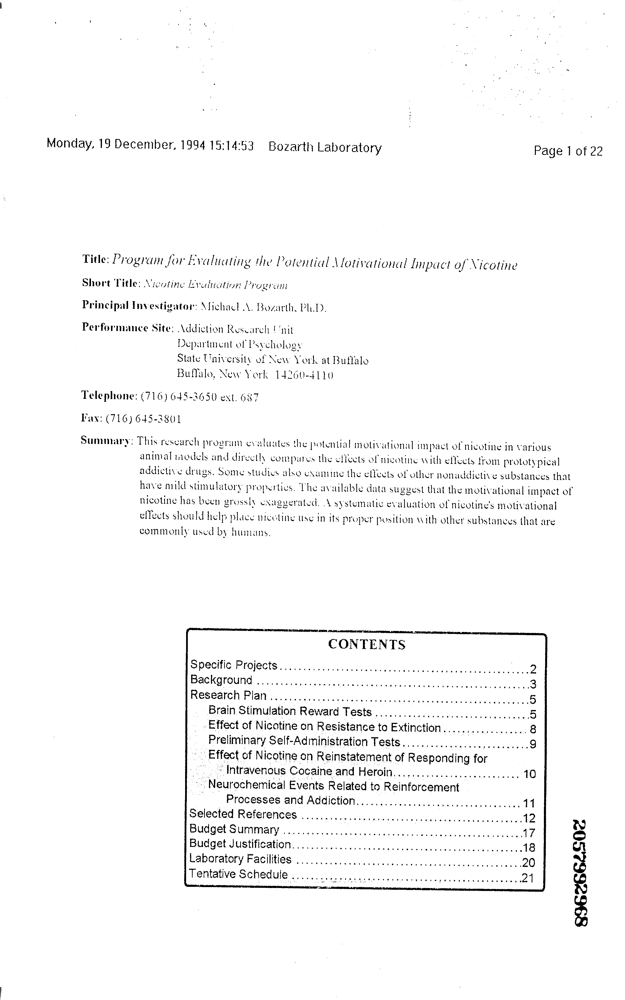 Monday, 19 December, 1994 15:14:53 Bozarth Laboratory
Page 1 of 22
Title: Program for Evaluating the Potential Motivational Impact of Nicotine
Short Title: Nicotine Evaluation Program
Principal Investigator: Michael A. Bozarth, Ph.D.
Performance Site: Addiction Research Unit
Department of Psychology
State University of New York at Buffalo
Buffalo, New York 14260-4110
Telephone: (716) 645-3650 ext. 687
Fax: (716) 645-3801
Summary: This research program evaluates the potential motivational impact of nicotine in various
animal models and directly compares the effects of nicotine with effects from prototypical
addictive drugs. Some studies also examine the effects of other nonaddictive substances that
have mild stimulatory properties. The available data suggest that the motivational impact of
nicotine has been grossly exaggerated. A systematic evaluation of nicotine's motivational
effects should help place nicotine use in its proper position with other substances that are
commonly used by humans.
CONTENTS
Specific Projects..................................................2
Background ......................................................3
Research Plan ...................................................5
Brain Stimulation Reward Tests ..............................5
Effect of Nicotine on Resistance to Extinction................. 8
Preliminary Self-Administration Tests.........................9
Effect of Nicotine on Reinstatement of Responding for
Intravenous Cocaine and Heroin......................... 10
Neurochemical Events Related to Reinforcement
Processes and Addiction................................. 11
Selected References .............................................12
Budget Summary ................................................17
Budget Justification..............................................18
Laboratory Facilities .............................................20
Tentative Schedule ..............................................21
2057992968